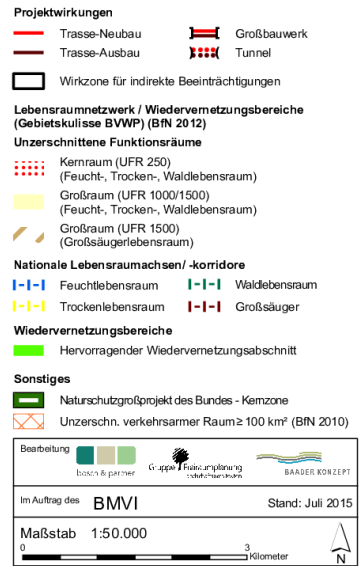 Projektwirkungen
Trasse-Neubau
Großbauwerk
Trasse-Ausbau
Tunnel
Wirkzone für indirekte Beeinträchtigungen
Lebensraumnetzwerk / Wiedervernetzungsbereiche
(Gebietskulisse BVWP) (BfN 2012)
Unzerschnittene Funktionsräume
Kernraum (UFR 250)
(Feucht-, Trocken-, Waldlebensraum)
Großraum (UFR 1000/1500)
(Feucht-, Trocken-, Waldlebensraum)
Großraum (UFR 1500)
(Großsäugerlebensraum)
Nationale Lebensraumachsen/ -korridore
Feuchtlebensraum
Waldlebensraum
Trockenlebensraum
Großsäuger
Wiedervernetzungsbereiche
Hervorragender Wiedervernetzungsabschnitt
Sonstiges
Naturschutzgroßprojekt des Bundes - Kernzone
Unzerschn. verkehrsarmer Raum ≥ 100 km² (BfN 2010)
Bearbeitung
bosch & partner
Gruppe Freiraumplanung
BAADER KONZEPT
Im Auftrag des BMVI
Stand: Juli 2015
Maßstab 1:50.000
0 3
Kilometer
N